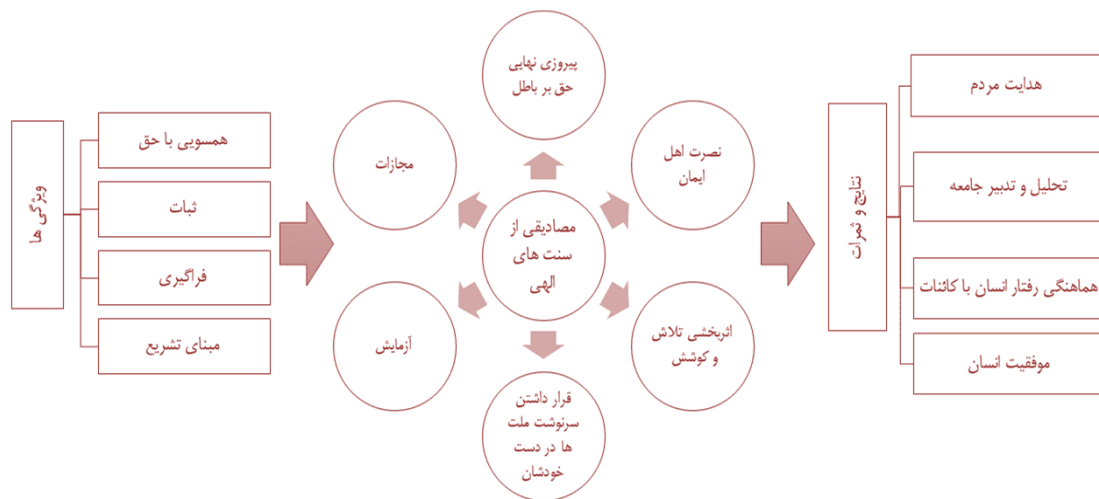 ویژگی ها
همسویی با حق
ثبات
فراگیری
مبنای تشریع
مصادیقی از
سنت های
الهی
پیروزی نهایی
حق بر باطل
نصرت اهل
ایمان
اثربخشی تلاش
و کوشش
قرار داشتن
سرنوشت ملت
ها در دست
خودشان
آزمایش
مجازات
نتایج و ثمرات
هدایت مردم
تحلیل و تدبیر جامعه
هماهنگی رفتار انسان با کائنات
موفقیت انسان